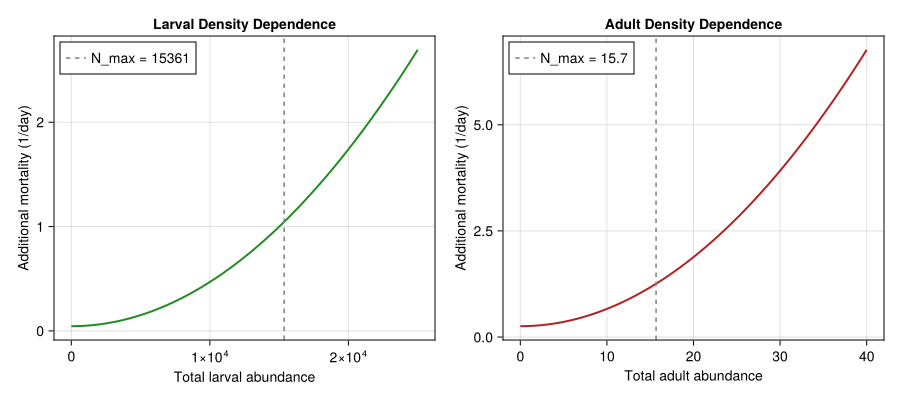 Larval Density Dependence
N_max = 15361
Additional mortality (1/day)
2
1
0
0
1×10⁴
2×10⁴
Total larval abundance
Adult Density Dependence
N_max = 15.7
Additional mortality (1/day)
5.0
2.5
0.0
0
10
20
30
40
Total adult abundance